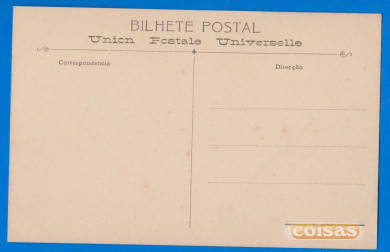 BILHETE POSTAL
Union Postale Universelle
Correspondencia
Direcção
coisas